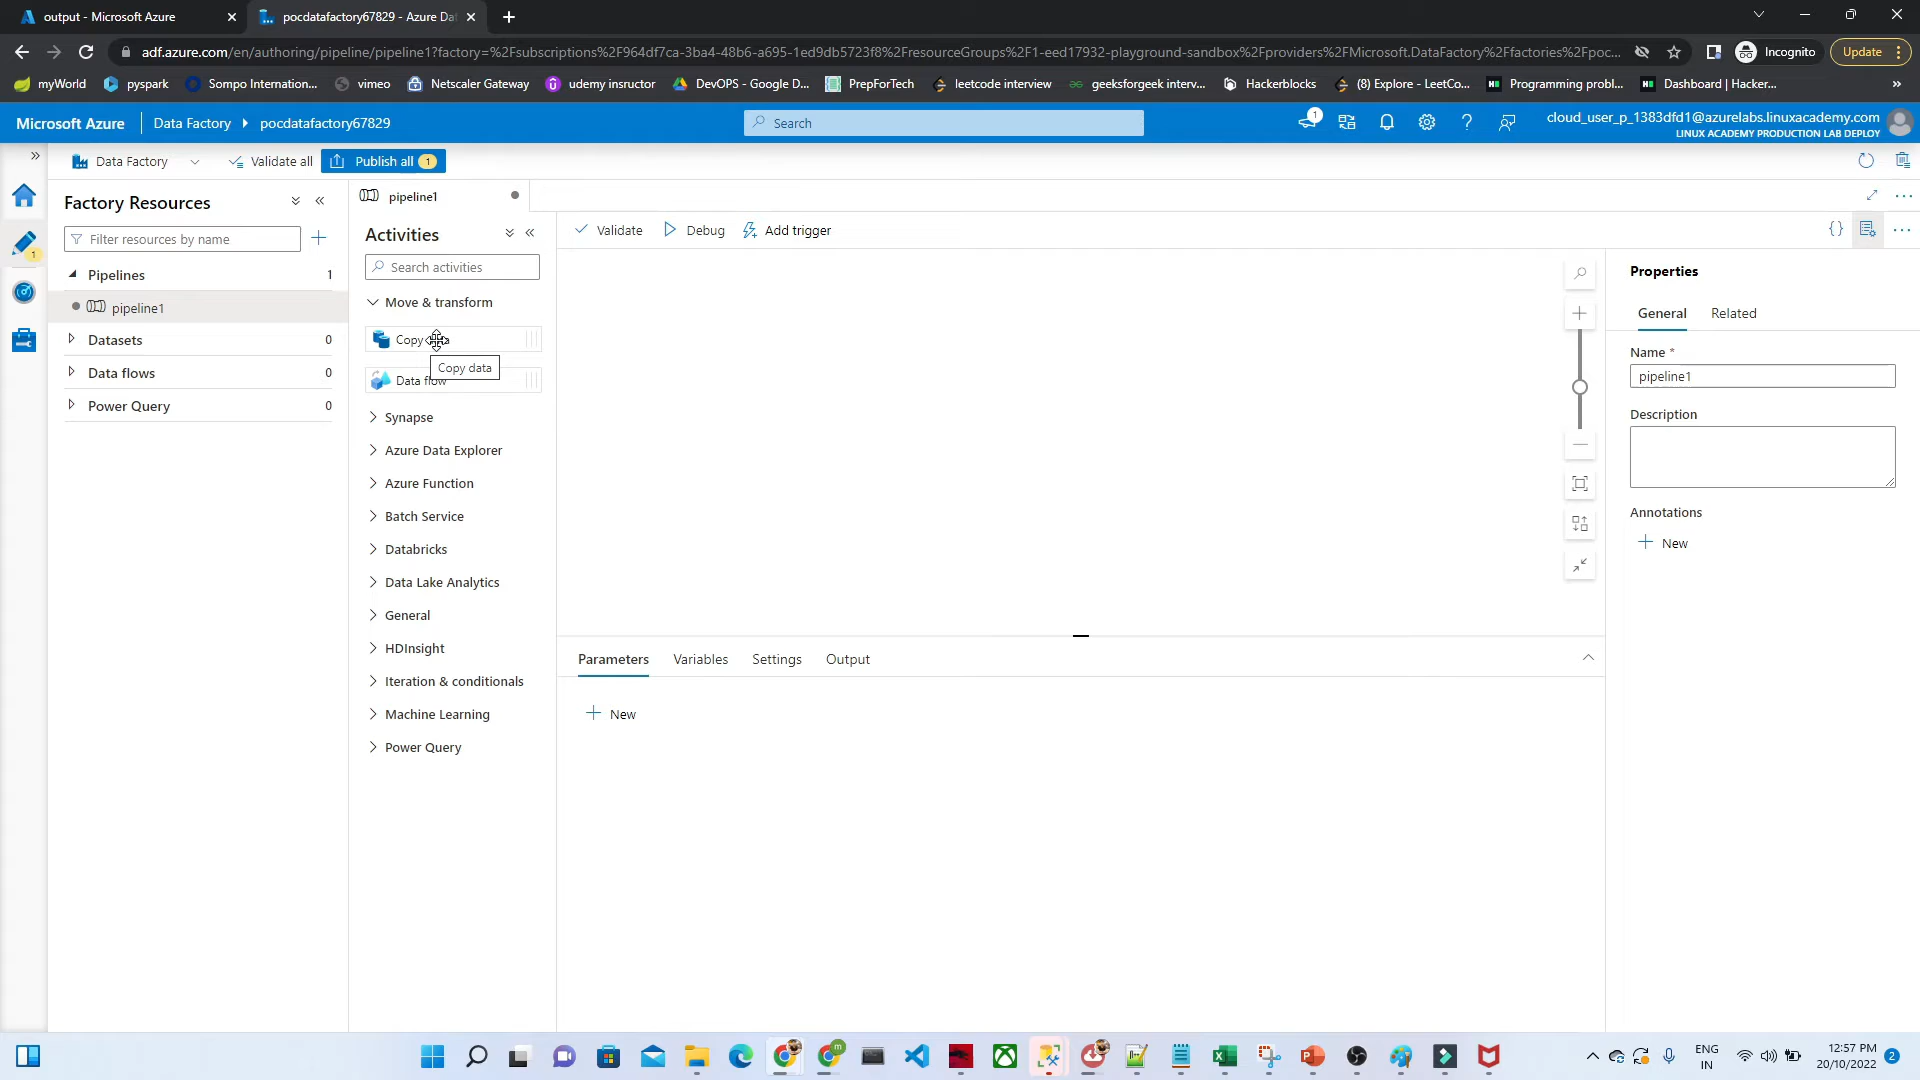 output - Microsoft Azure
pocdatafactory67829 - Azure Dat
adf.azure.com/en/authoring/pipeline/pipeline1?factory=%2Fsubscriptions%2F964df7ca-3ba4-48b6-a695-1ed9db5723f8%2FresourceGroups%2F1-eed17932-playground-sandbox%2Fproviders%2FMicrosoft.DataFactory%2Ffactories%2Fpoc...
Incognito
Update
myWorld
pyspark
Sompo Internation...
vimeo
Netscaler Gateway
udemy insructor
DevOPS - Google D...
PrepForTech
leetcode interview
geeksforgeek interv...
Hackerblocks
(8) Explore - LeetCo...
Programming probl...
Dashboard | Hacker...
»
Microsoft Azure
Data Factory
pocdatafactory67829
Search
1
cloud_user_p_1383dfd1@azurelabs.linuxacademy.com
LINUX ACADEMY PRODUCTION LAB DEPLOY
Data Factory
Validate all
Publish all 1
Factory Resources
Filter resources by name
Pipelines 1
pipeline1
Datasets 0
Data flows 0
Power Query 0
1
pipeline1
Activities
Search activities
Move & transform
Copy
Copy data
Data flow
Synapse
Azure Data Explorer
Azure Function
Batch Service
Databricks
Data Lake Analytics
General
HDInsight
Iteration & conditionals
Machine Learning
Power Query
Validate
Debug
Add trigger
{}
Parameters
Variables
Settings
Output
New
Properties
General
Related
Name *
pipeline1
Description
Annotations
New
ENG
IN
12:57 PM
20/10/2022
2